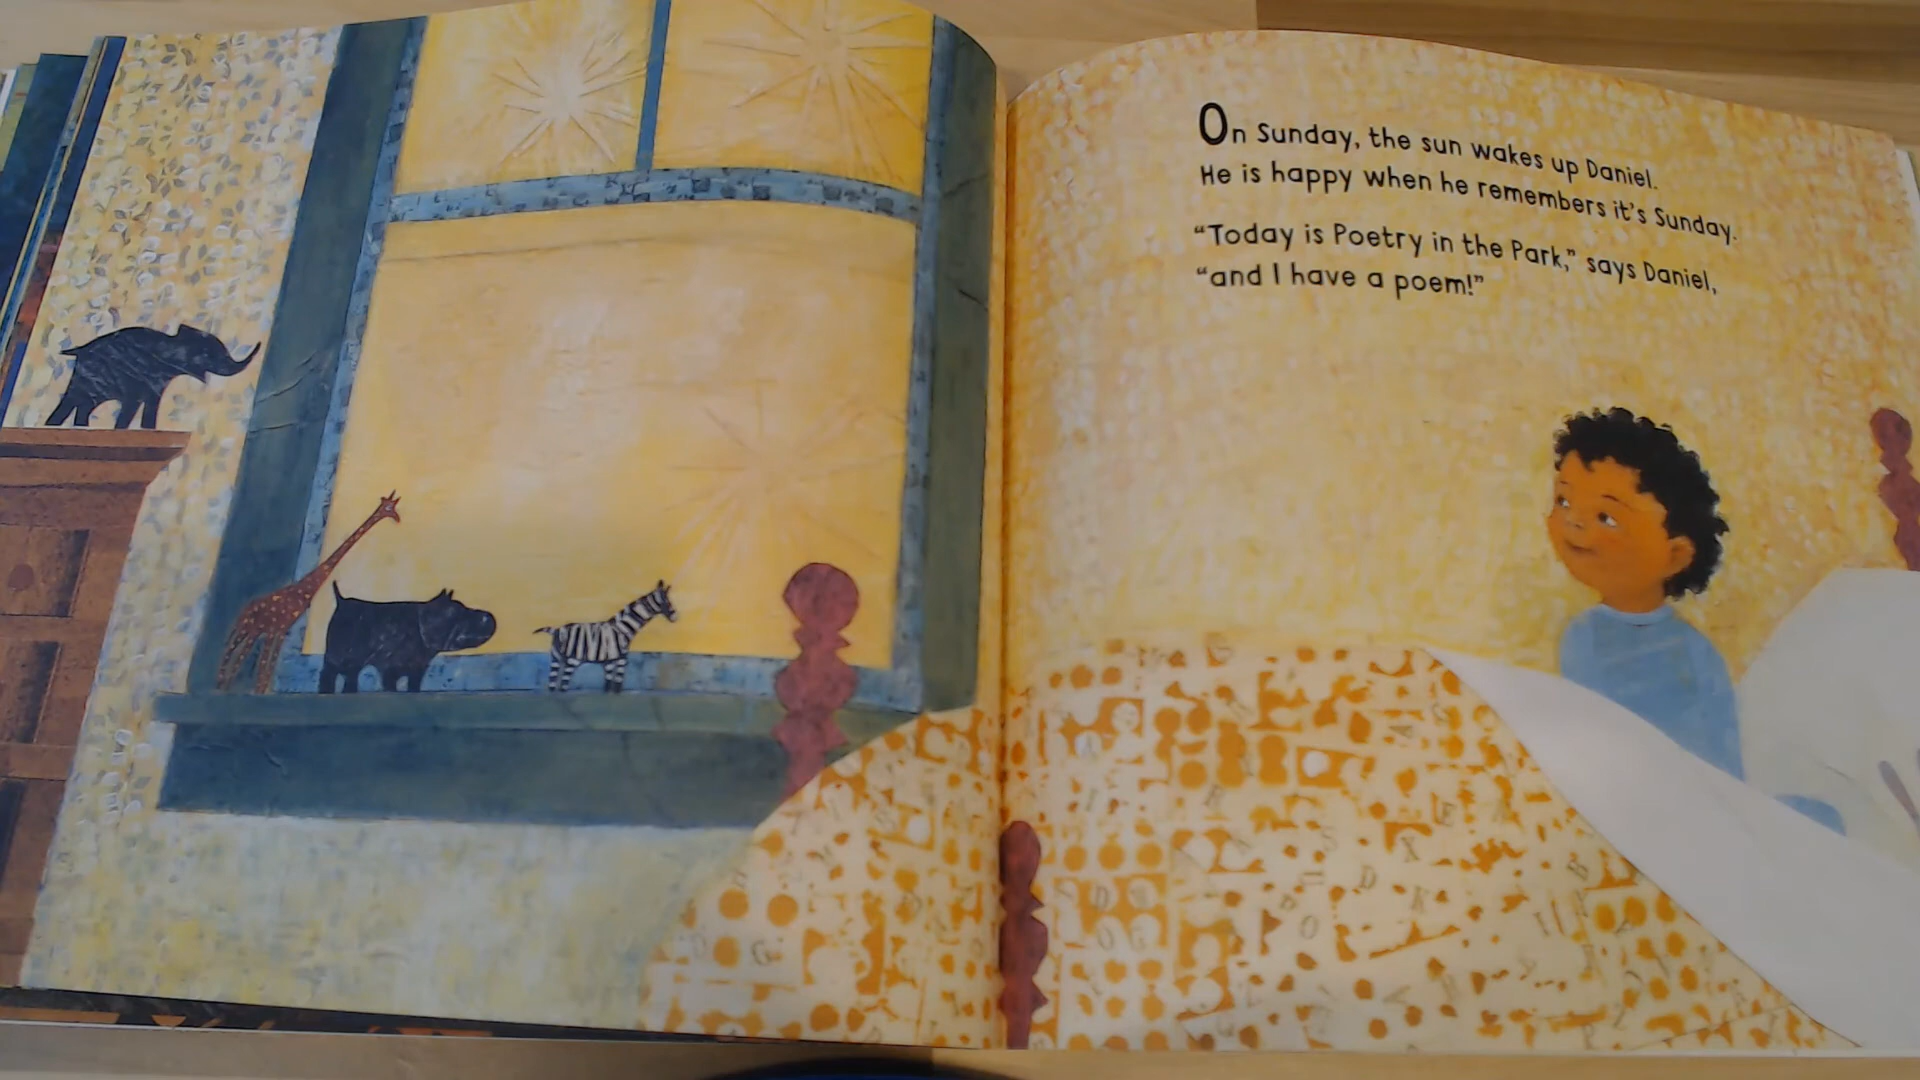 On Sunday, the sun wakes up Daniel.
He is happy when he remembers it's Sunday.
“Today is Poetry in the Park,” says Daniel,
“and I have a poem!”